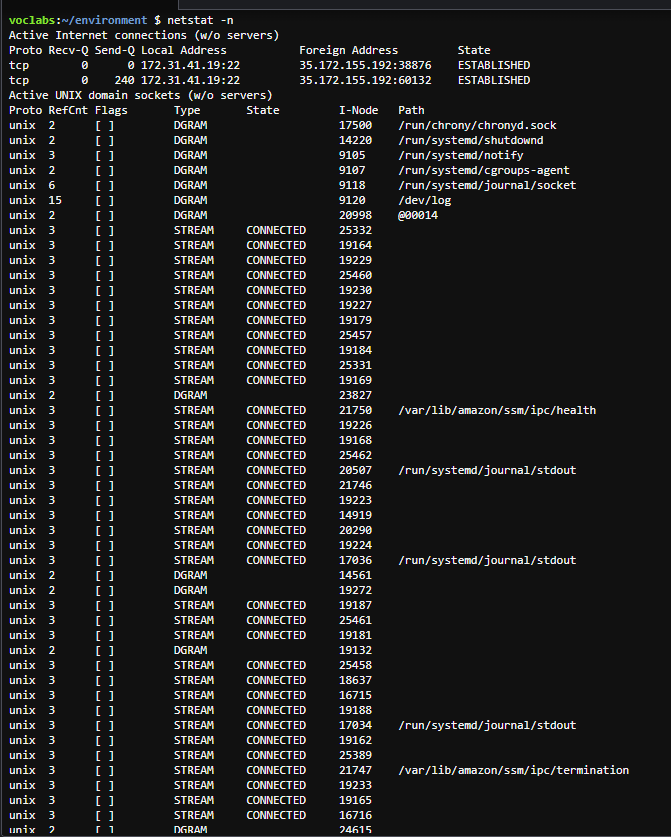 voclabs:~/environment $ netstat -n
Active Internet connections (w/o servers)
Proto Recv-Q Send-Q Local Address           Foreign Address         State
tcp        0      0 172.31.41.19:22         35.172.155.192:38876    ESTABLISHED
tcp        0    240 172.31.41.19:22         35.172.155.192:60132    ESTABLISHED
Active UNIX domain sockets (w/o servers)
Proto RefCnt Flags       Type       State         I-Node   Path
unix  2      [ ]         DGRAM                    17500    /run/chrony/chronyd.sock
unix  2      [ ]         DGRAM                    14220    /run/systemd/shutdownd
unix  3      [ ]         DGRAM                    9105     /run/systemd/notify
unix  2      [ ]         DGRAM                    9107     /run/systemd/cgroups-agent
unix  6      [ ]         DGRAM                    9118     /run/systemd/journal/socket
unix  15     [ ]         DGRAM                    9120     /dev/log
unix  2      [ ]         DGRAM                    20998    @00014
unix  3      [ ]         STREAM     CONNECTED     25332
unix  3      [ ]         STREAM     CONNECTED     19164
unix  3      [ ]         STREAM     CONNECTED     19229
unix  3      [ ]         STREAM     CONNECTED     25460
unix  3      [ ]         STREAM     CONNECTED     19230
unix  3      [ ]         STREAM     CONNECTED     19227
unix  3      [ ]         STREAM     CONNECTED     19179
unix  3      [ ]         STREAM     CONNECTED     25457
unix  3      [ ]         STREAM     CONNECTED     19184
unix  3      [ ]         STREAM     CONNECTED     25331
unix  3      [ ]         STREAM     CONNECTED     19169
unix  2      [ ]         DGRAM                    23827
unix  3      [ ]         STREAM     CONNECTED     21750    /var/lib/amazon/ssm/ipc/health
unix  3      [ ]         STREAM     CONNECTED     19226
unix  3      [ ]         STREAM     CONNECTED     19168
unix  3      [ ]         STREAM     CONNECTED     25462
unix  3      [ ]         STREAM     CONNECTED     20507    /run/systemd/journal/stdout
unix  3      [ ]         STREAM     CONNECTED     21746
unix  3      [ ]         STREAM     CONNECTED     19223
unix  3      [ ]         STREAM     CONNECTED     14919
unix  3      [ ]         STREAM     CONNECTED     20290
unix  3      [ ]         STREAM     CONNECTED     19224
unix  3      [ ]         STREAM     CONNECTED     17036    /run/systemd/journal/stdout
unix  2      [ ]         DGRAM                    14561
unix  2      [ ]         DGRAM                    19272
unix  3      [ ]         STREAM     CONNECTED     19187
unix  3      [ ]         STREAM     CONNECTED     25461
unix  3      [ ]         STREAM     CONNECTED     19181
unix  2      [ ]         DGRAM                    19132
unix  3      [ ]         STREAM     CONNECTED     25458
unix  3      [ ]         STREAM     CONNECTED     18637
unix  3      [ ]         STREAM     CONNECTED     16715
unix  3      [ ]         STREAM     CONNECTED     19188
unix  3      [ ]         STREAM     CONNECTED     17034    /run/systemd/journal/stdout
unix  3      [ ]         STREAM     CONNECTED     19162
unix  3      [ ]         STREAM     CONNECTED     25389
unix  3      [ ]         STREAM     CONNECTED     21747    /var/lib/amazon/ssm/ipc/termination
unix  3      [ ]         STREAM     CONNECTED     19233
unix  3      [ ]         STREAM     CONNECTED     19165
unix  3      [ ]         STREAM     CONNECTED     16716
unix  2      [ ]         DGRAM                    24615